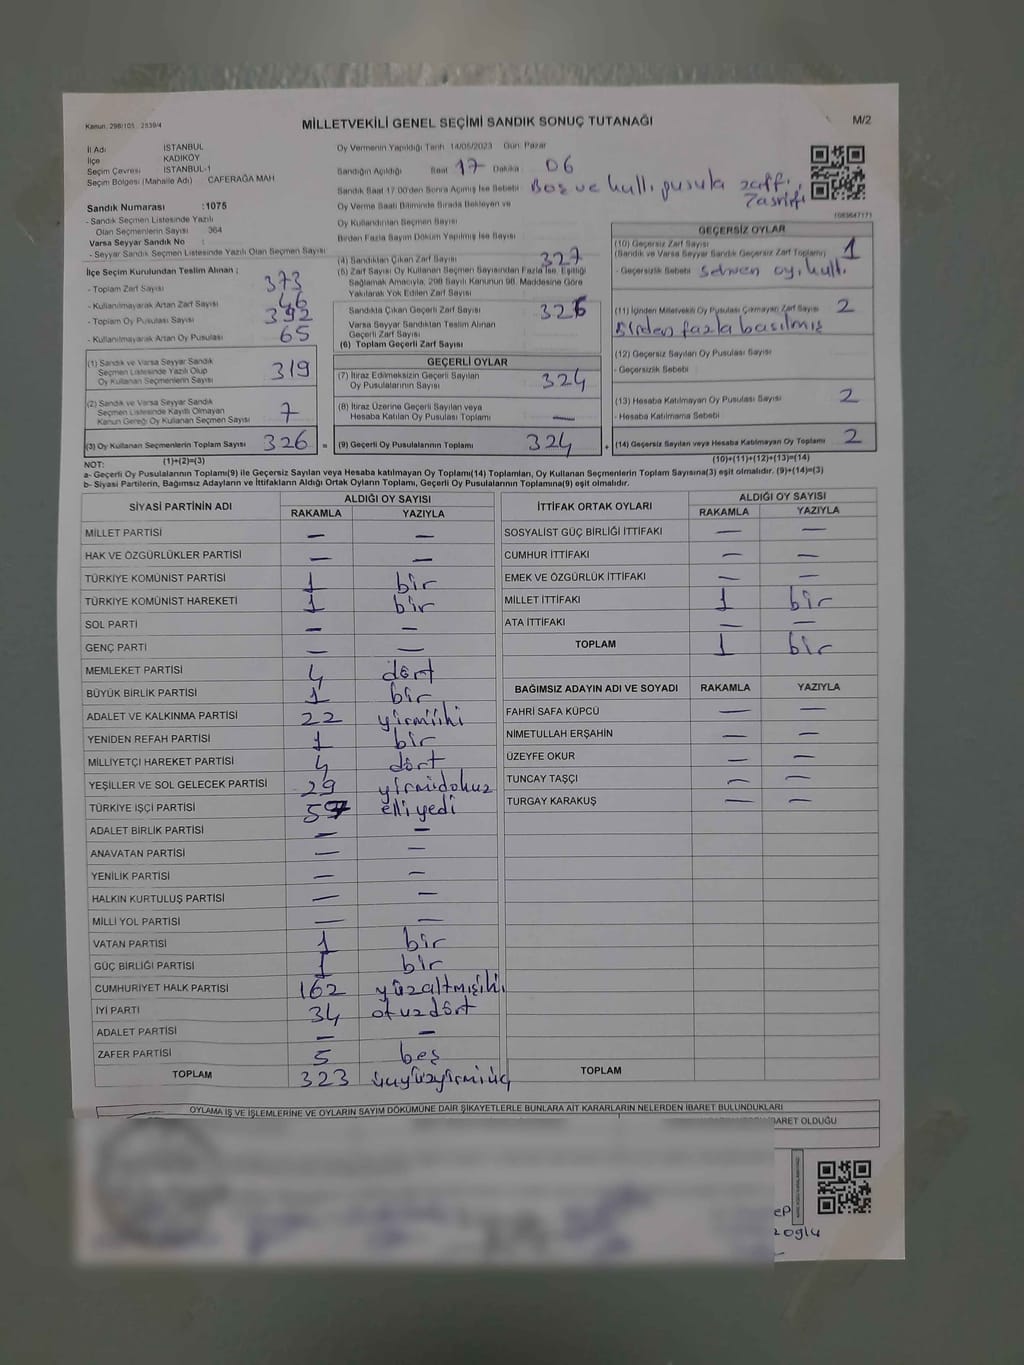 Kanun: 298/105 2839/4
MİLLETVEKİLİ GENEL SEÇİMİ SANDIK SONUÇ TUTANAĞI
M/2
İl Adı İSTANBUL
İlçe KADIKÖY
Seçim Çevresi İSTANBUL-1
Seçim Bölgesi (Mahalle Adı) CAFERAĞA MAH
Sandık Numarası :1075
- Sandık Seçmen Listesinde Yazılı
Olan Seçmenlerin Sayısı 364
Varsa Seyyar Sandık No :
- Seyyar Sandık Seçmen Listesinde Yazılı Olan Seçmen Sayısı
İlçe Seçim Kurulundan Teslim Alınan ;
- Toplam Zarf Sayısı 373
- Kullanılmayarak Artan Zarf Sayısı 46
- Toplam Oy Pusulası Sayısı 392
- Kullanılmayarak Artan Oy Pusulası 65
(1) Sandık ve Varsa Seyyar Sandık
Seçmen Listesinde Yazılı Olup
Oy Kullanan Seçmenlerin Sayısı 319
(2) Sandık ve Varsa Seyyar Sandık
Seçmen Listesinde Kayıtlı Olmayan
Kanun Gereği Oy Kullanan Seçmen Sayısı 7
(3) Oy Kullanan Seçmenlerin Toplam Sayısı 326 =
(1)+(2)=(3)
Oy Vermenin Yapıldığı Tarih 14/05/2023 Gün: Pazar
Sandığın Açıldığı Saat 17 Dakika 06
Sandık Saat 17.00'den Sonra Açılmış İse Sebebi Boş ve kull. pusula zarf
Tasnifi
Oy Verme Saati Bitiminde Sırada Bekleyen ve
Oy Kullandırılan Seçmen Sayısı
Birden Fazla Sayım Döküm Yapılmış İse Sayısı
(4) Sandıktan Çıkan Zarf Sayısı 327
(5) Zarf Sayısı Oy Kullanan Seçmen Sayısından Fazla İse, Eşitliği
Sağlamak Amacıyla, 298 Sayılı Kanunun 98. Maddesine Göre
Yakılarak Yok Edilen Zarf Sayısı
Sandıkta Çıkan Geçerli Zarf Sayısı 326
Varsa Seyyar Sandıktan Teslim Alınan
Geçerli Zarf Sayısı
(6) Toplam Geçerli Zarf Sayısı
GEÇERLİ OYLAR
(7) İtiraz Edilmeksizin Geçerli Sayılan
Oy Pusulalarının Sayısı 324
(8) İtiraz Üzerine Geçerli Sayılan veya
Hesaba Katılan Oy Pusulası Toplamı —
(9) Geçerli Oy Pusulalarının Toplamı 324 +
GEÇERSİZ OYLAR
(10) Geçersiz Zarf Sayısı
(Sandık ve Varsa Seyyar Sandık Geçersiz Zarf Toplamı) 1
- Geçersizlik Sebebi sehven oy kull.
(11) İçinden Milletvekili Oy Pusulası Çıkmayan Zarf Sayısı 2
Birden fazla basılmış
(12) Geçersiz Sayılan Oy Pusulası Sayısı
- Geçersizlik Sebebi
(13) Hesaba Katılmayan Oy Pusulası Sayısı 2
- Hesaba Katılmama Sebebi
(14) Geçersiz Sayılan veya Hesaba Katılmayan Oy Toplamı 2
(10)+(11)+(12)+(13)=(14)
NOT:
a- Geçerli Oy Pusulalarının Toplamı(9) ile Geçersiz Sayılan veya Hesaba katılmayan Oy Toplamı(14) Toplamları, Oy Kullanan Seçmenlerin Toplam Sayısına(3) eşit olmalıdır. (9)+(14)=(3)
b- Siyasi Partilerin, Bağımsız Adayların ve İttifakların Aldığı Ortak Oyların Toplamı, Geçerli Oy Pusulalarının Toplamına(9) eşit olmalıdır.
SİYASİ PARTİNİN ADI ALDIĞI OY SAYISI
RAKAMLA YAZIYLA
MİLLET PARTİSİ — —
HAK VE ÖZGÜRLÜKLER PARTİSİ — —
TÜRKİYE KOMÜNİST PARTİSİ 1 bir
TÜRKİYE KOMÜNİST HAREKETİ 1 bir
SOL PARTİ — —
GENÇ PARTİ — —
MEMLEKET PARTİSİ 4 dört
BÜYÜK BİRLİK PARTİSİ 1 bir
ADALET VE KALKINMA PARTİSİ 22 yirmiiki
YENİDEN REFAH PARTİSİ 1 bir
MİLLİYETÇİ HAREKET PARTİSİ 4 dört
YEŞİLLER VE SOL GELECEK PARTİSİ 29 yirmidokuz
TÜRKİYE İŞÇİ PARTİSİ 57 elliyedi
ADALET BİRLİK PARTİSİ — —
ANAVATAN PARTİSİ — —
YENİLİK PARTİSİ — —
HALKIN KURTULUŞ PARTİSİ — —
MİLLİ YOL PARTİSİ — —
VATAN PARTİSİ 1 bir
GÜÇ BİRLİĞİ PARTİSİ 1 bir
CUMHURİYET HALK PARTİSİ 162 yüzaltmışiki
İYİ PARTİ 34 otuzdört
ADALET PARTİSİ — —
ZAFER PARTİSİ 5 beş
TOPLAM 323 üçyüzyirmiüç
İTTİFAK ORTAK OYLARI ALDIĞI OY SAYISI
RAKAMLA YAZIYLA
SOSYALİST GÜÇ BİRLİĞİ İTTİFAKI — —
CUMHUR İTTİFAKI — —
EMEK VE ÖZGÜRLÜK İTTİFAKI — —
MİLLET İTTİFAKI 1 bir
ATA İTTİFAKI — —
TOPLAM 1 bir
BAĞIMSIZ ADAYIN ADI VE SOYADI RAKAMLA YAZIYLA
FAHRİ SAFA KÜPCÜ — —
NİMETULLAH ERŞAHİN — —
ÜZEYFE OKUR — —
TUNCAY TAŞÇI — —
TURGAY KARAKUŞ — —
TOPLAM
OYLAMA İŞ VE İŞLEMLERİNE VE OYLARIN SAYIM DÖKÜMÜNE DAİR ŞİKAYETLERLE BUNLARA AİT KARARLARIN NELERDEN İBARET BULUNDUKLARI
İBARET OLDUĞU